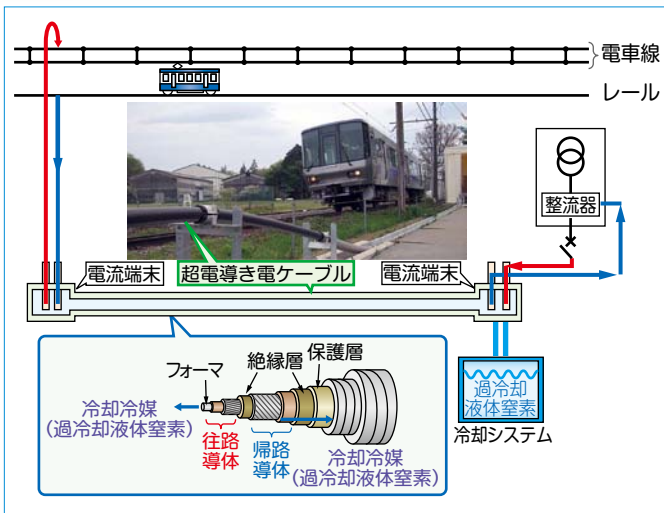 電車線
レール
整流器
電流端末
超電導き電ケーブル
電流端末
フォーマ
絶縁層
保護層
冷却冷媒
(過冷却液体窒素)
往路
導体
帰路
導体
冷却冷媒
(過冷却液体窒素)
過冷却
液体窒素
冷却システム